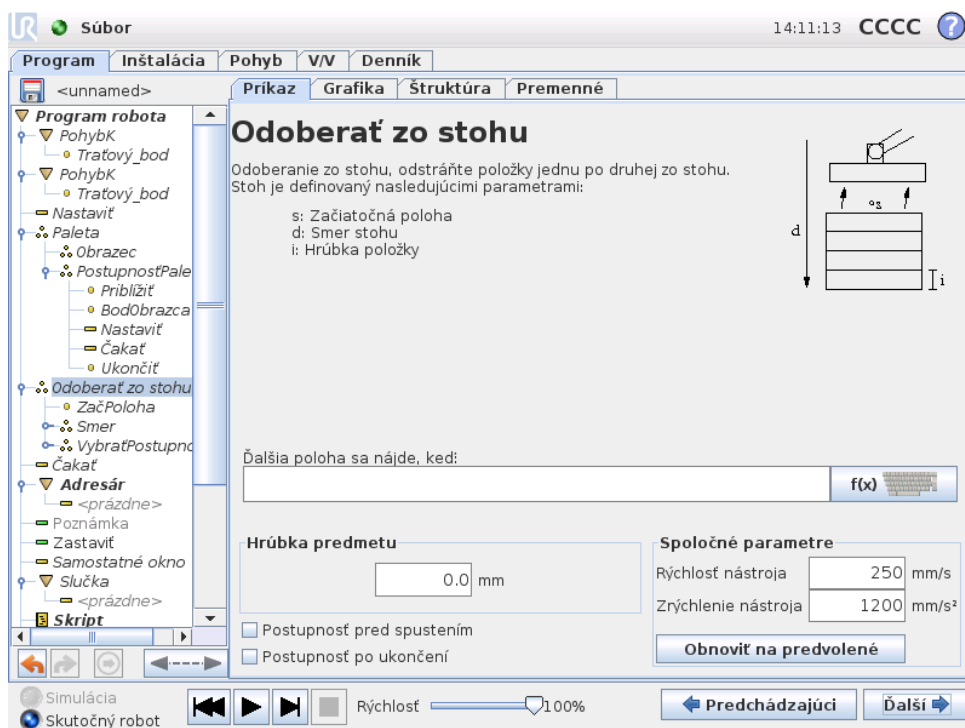 UR Súbor 14:11:13 CCCC ?
Program Inštalácia Pohyb V/V Denník
<unnamed>
Príkaz Grafika Štruktúra Premenné
Program robota
PohybK
Traťový_bod
PohybK
Traťový_bod
Nastaviť
Paleta
Obrazec
PostupnosťPale
Priblížiť
BodObrazca
Nastaviť
Čakať
Ukončiť
Odoberať zo stohu
ZačPoloha
Smer
VybraťPostupno
Čakať
Adresár
<prázdne>
Poznámka
Zastaviť
Samostatné okno
Slučka
<prázdne>
Skript
Odoberať zo stohu
Odoberanie zo stohu, odstráňte položky jednu po druhej zo stohu.
Stoh je definovaný nasledujúcimi parametrami:
s: Začiatočná poloha
d: Smer stohu
i: Hrúbka položky
s
d
i
Ďalšia poloha sa nájde, keď:
f(x)
Hrúbka predmetu
0.0 mm
Postupnosť pred spustením
Postupnosť po ukončení
Spoločné parametre
Rýchlosť nástroja 250 mm/s
Zrýchlenie nástroja 1200 mm/s²
Obnoviť na predvolené
Simulácia
Skutočný robot
Rýchlosť 100%
Predchádzajúci Ďalší